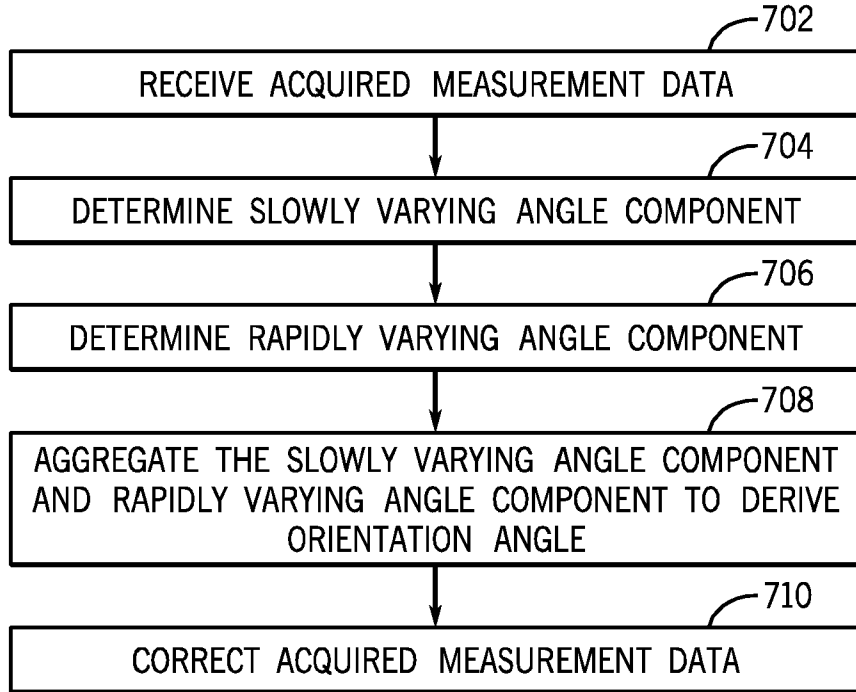 702
RECEIVE ACQUIRED MEASUREMENT DATA
704
DETERMINE SLOWLY VARYING ANGLE COMPONENT
706
DETERMINE RAPIDLY VARYING ANGLE COMPONENT
708
AGGREGATE THE SLOWLY VARYING ANGLE COMPONENT
AND RAPIDLY VARYING ANGLE COMPONENT TO DERIVE
ORIENTATION ANGLE
710
CORRECT ACQUIRED MEASUREMENT DATA